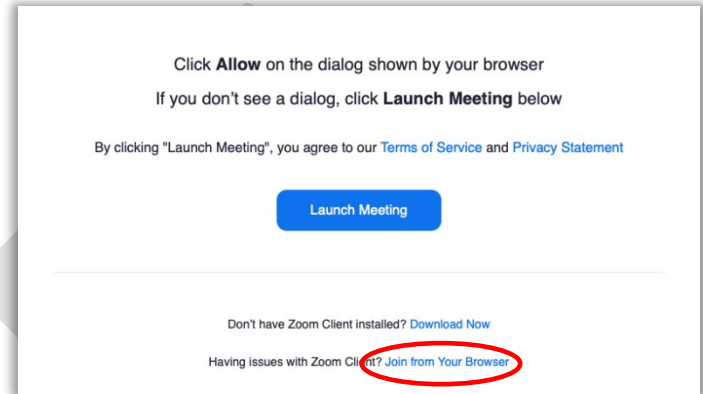 Click Allow on the dialog shown by your browser
If you don't see a dialog, click Launch Meeting below
By clicking "Launch Meeting", you agree to our Terms of Service and Privacy Statement
Launch Meeting
Don't have Zoom Client installed? Download Now
Having issues with Zoom Client? Join from Your Browser